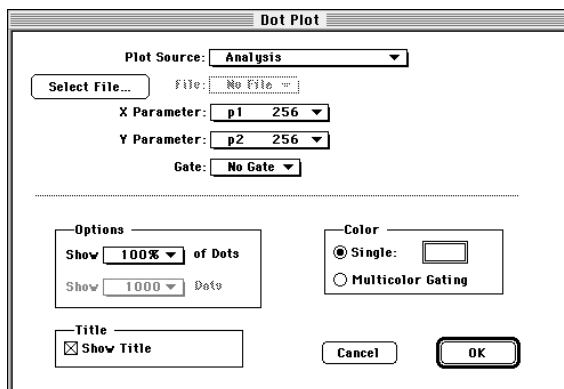 Dot Plot
Plot Source: Analysis
Select File... File: No File
X Parameter: p1 256
Y Parameter: p2 256
Gate: No Gate
Options
Show 100% of Dots
Show 1000 Dots
Color
Single:
Multicolor Gating
Title
Show Title
Cancel
OK